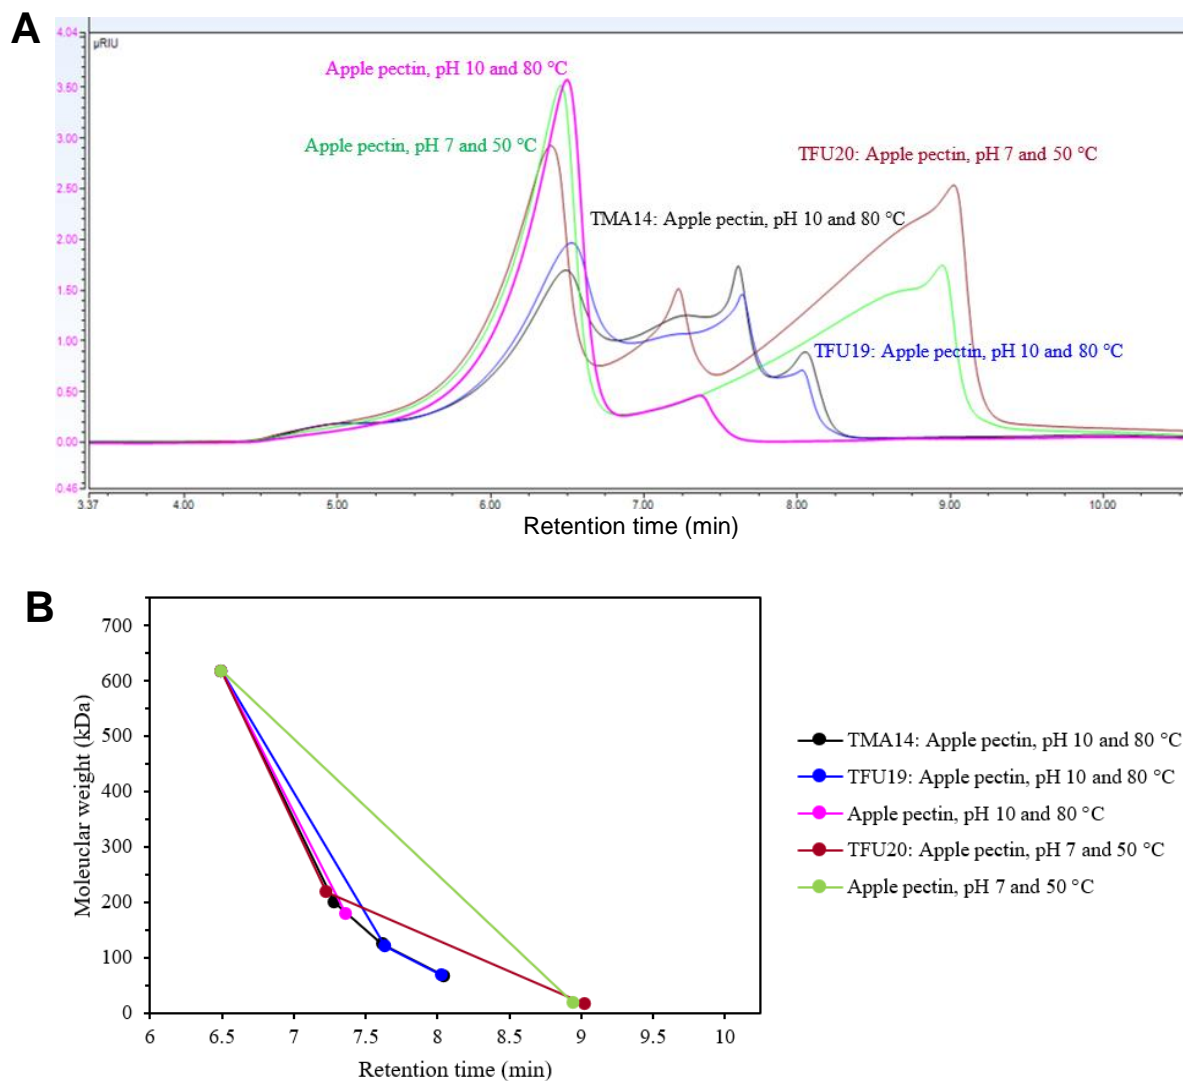 A
4.04
µRIU
Apple pectin, pH 10 and 80 °C
3.50
3.00
Apple pectin, pH 7 and 50 °C
TFU20: Apple pectin, pH 7 and 50 °C
2.50
TMA14: Apple pectin, pH 10 and 80 °C
2.00
1.50
1.00
TFU19: Apple pectin, pH 10 and 80 °C
0.50
0.00
-0.46
3.37 4.00 5.00 6.00 7.00 8.00 9.00 10.00
Retention time (min)
B
700
600
500
400
300
200
100
0
Moleuclar weight (kDa)
6 6.5 7 7.5 8 8.5 9 9.5 10
Retention time (min)
TMA14: Apple pectin, pH 10 and 80 °C
TFU19: Apple pectin, pH 10 and 80 °C
Apple pectin, pH 10 and 80 °C
TFU20: Apple pectin, pH 7 and 50 °C
Apple pectin, pH 7 and 50 °C